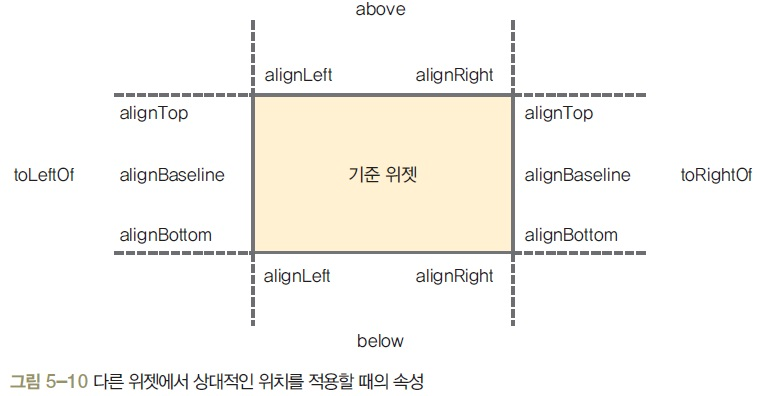 above
alignLeft alignRight
alignTop alignTop
toLeftOf alignBaseline 기준 위젯 alignBaseline toRightOf
alignBottom alignBottom
alignLeft alignRight
below
그림 5-10 다른 위젯에서 상대적인 위치를 적용할 때의 속성